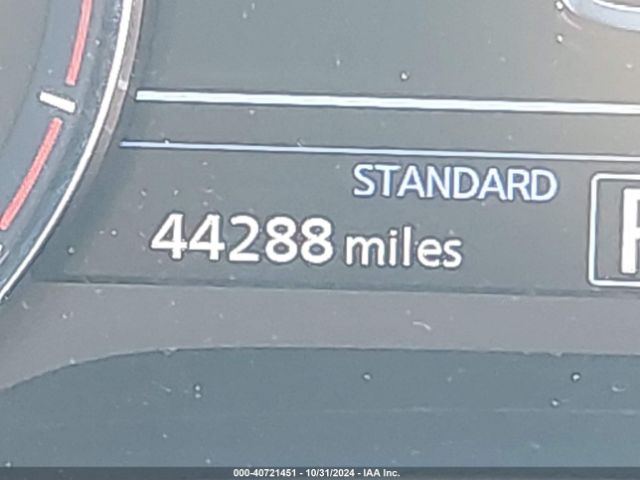 STANDARD
44288 miles
000-40721451 - 10/31/2024 - IAA Inc.